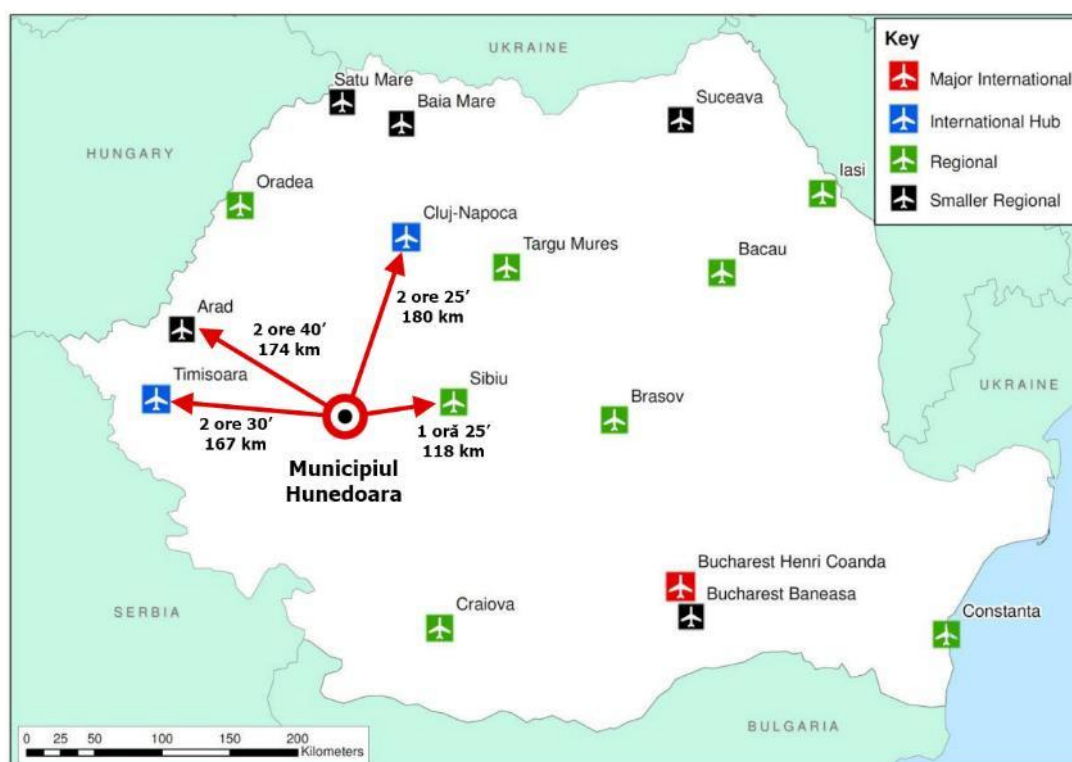 UKRAINE
Key
Major International
International Hub
Regional
Smaller Regional
Satu Mare
Baia Mare
Suceava
HUNGARY
Oradea
Iasi
Cluj-Napoca
Targu Mures
Bacau
Arad
2 ore 40’
174 km
2 ore 25’
180 km
Timisoara
Sibiu
Brasov
UKRAINE
2 ore 30’
167 km
1 oră 25’
118 km
Municipiul
Hunedoara
Bucharest Henri Coanda
Bucharest Baneasa
SERBIA
Craiova
Constanta
BULGARIA
0 25 50 100 150 200
Kilometers